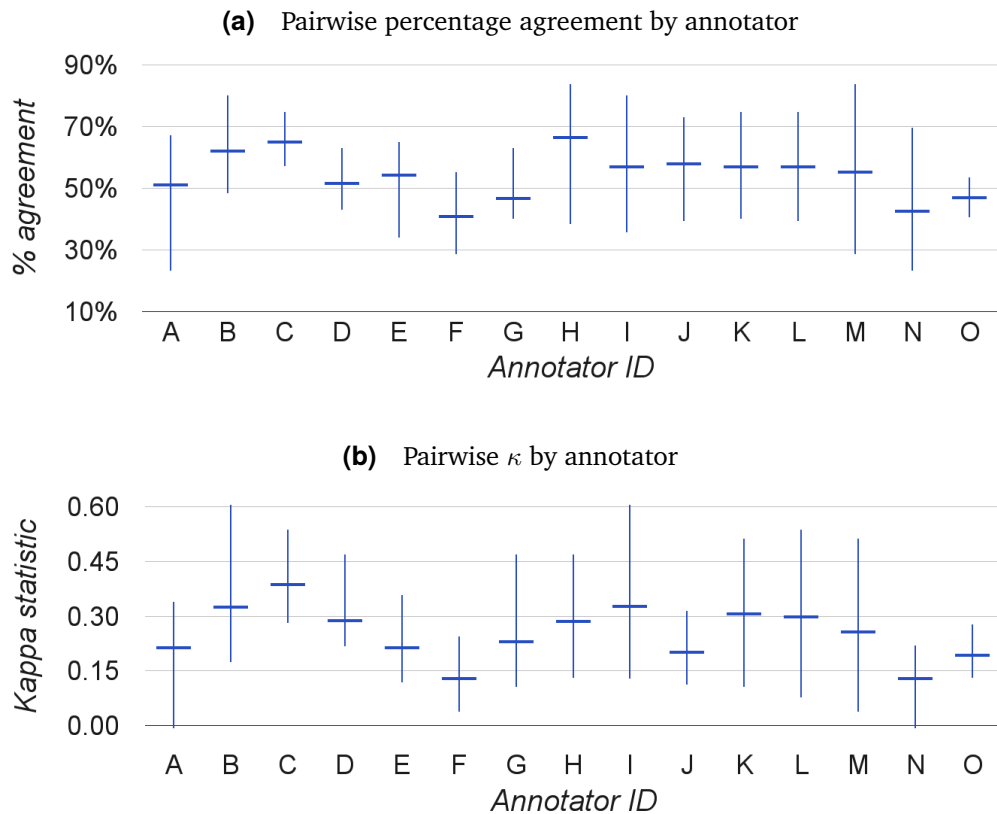 (a) Pairwise percentage agreement by annotator
90%
70%
50%
30%
10%
% agreement
A B C D E F G H I J K L M N O
Annotator ID
(b) Pairwise κ by annotator
0.60
0.45
0.30
0.15
0.00
Kappa statistic
A B C D E F G H I J K L M N O
Annotator ID